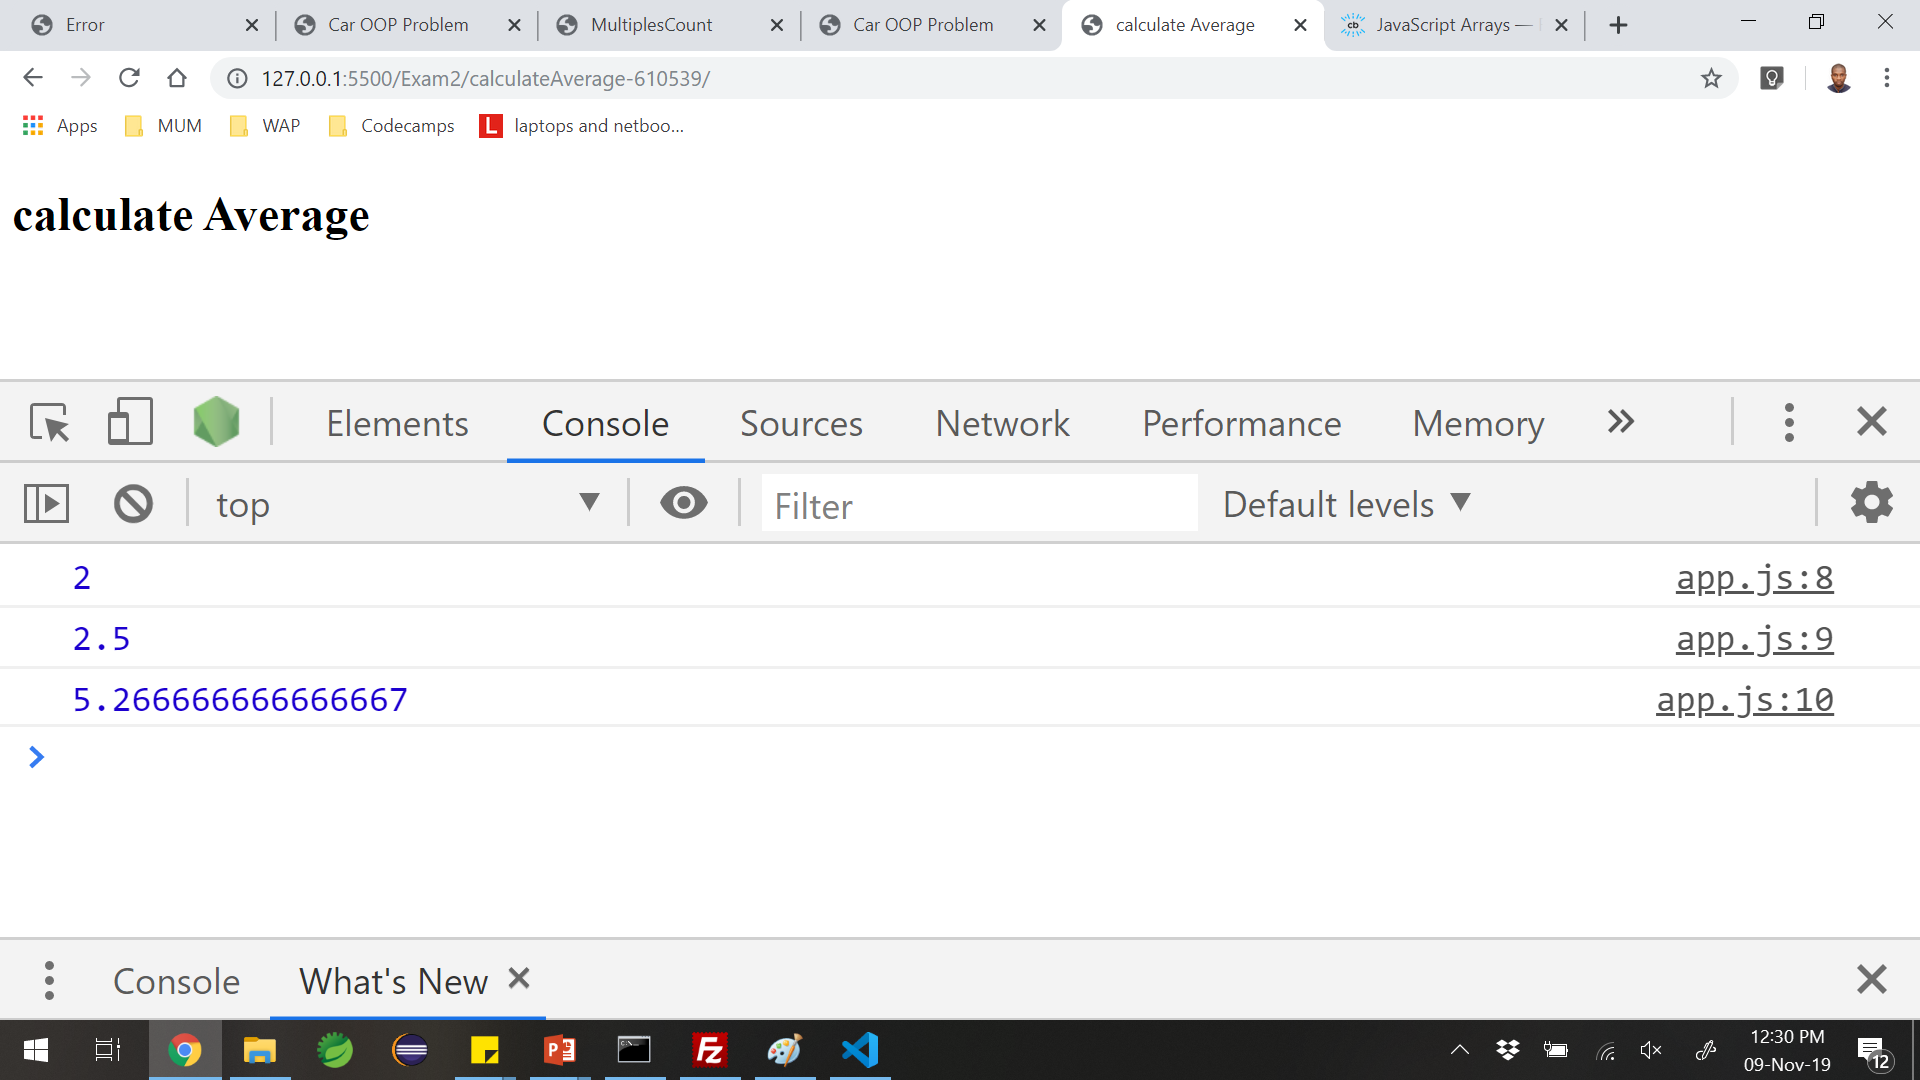 Error
Car OOP Problem
MultiplesCount
Car OOP Problem
calculate Average
JavaScript Arrays —
127.0.0.1:5500/Exam2/calculateAverage-610539/
Apps
MUM
WAP
Codecamps
L
laptops and netboo...
calculate Average
Elements
Console
Sources
Network
Performance
Memory
top
Filter
Default levels
2 app.js:8
2.5 app.js:9
5.266666666666667 app.js:10
Console
What's New
12:30 PM
09-Nov-19
12